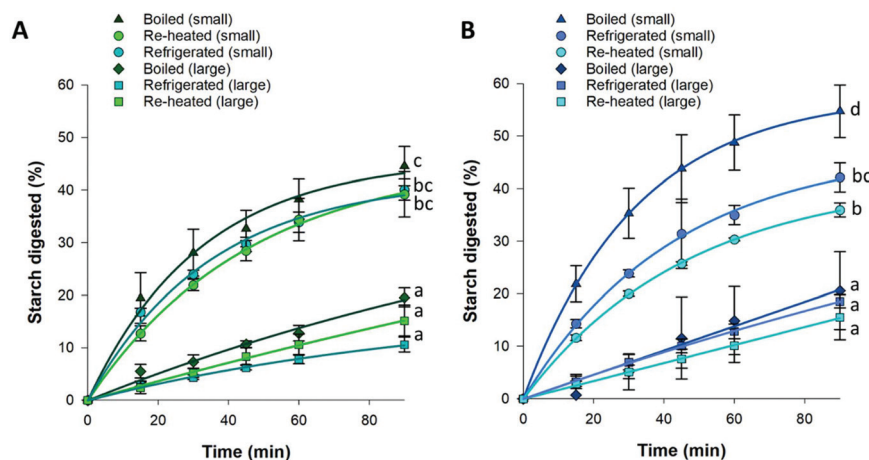 A
Boiled (small)
Re-heated (small)
Refrigerated (small)
Boiled (large)
Refrigerated (large)
Re-heated (large)
60
50
40
30
20
10
0
Starch digested (%)
c
bc
bc
a
a
a
0 20 40 60 80
Time (min)
B
Boiled (small)
Refrigerated (small)
Re-heated (small)
Boiled (large)
Refrigerated (large)
Re-heated (large)
60
50
40
30
20
10
0
Starch digested (%)
d
bc
b
a
a
a
0 20 40 60 80
Time (min)